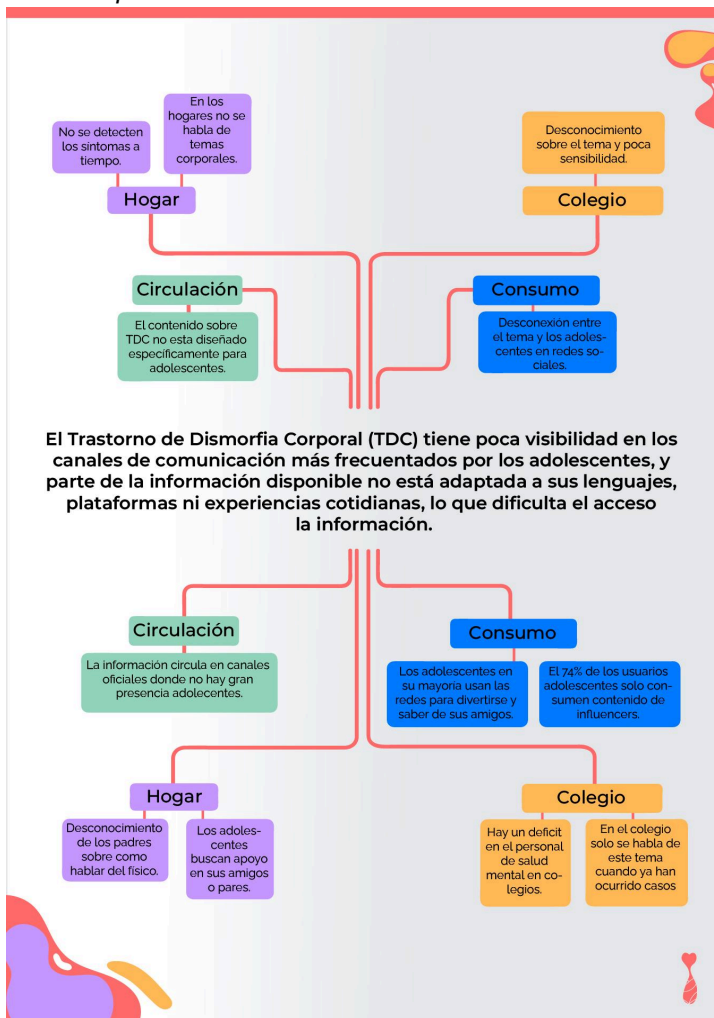 En los
hogares no se
habla de
temas
corporales.
No se detecten
los síntomas a
tiempo.
Hogar
Desconocimiento
sobre el tema y poca
sensibilidad.
Colegio
Circulación
El contenido sobre
TDC no esta diseñado
específicamente para
adolescentes.
Consumo
Desconexión entre
el tema y los adoles-
centes en redes so-
ciales.
El Trastorno de Dismorfia Corporal (TDC) tiene poca visibilidad en los
canales de comunicación más frecuentados por los adolescentes, y
parte de la información disponible no está adaptada a sus lenguajes,
plataformas ni experiencias cotidianas, lo que dificulta el acceso
la información.
Circulación
La información circula en canales
oficiales donde no hay gran
presencia adolecentes.
Consumo
Los adolescentes en
su mayoria usan las
redes para divertirse y
saber de sus amigos.
El 74% de los usuarios
adolescentes solo con-
sumen contenido de
influencers.
Hogar
Desconocimiento
de los padres
sobre como
hablar del físico.
Los adoles-
centes
buscan apoyo
en sus amigos
o pares.
Colegio
Hay un deficit
en el personal
de salud
mental en co-
legios.
En el colegio
solo se habla de
este tema
cuando ya han
ocurrido casos